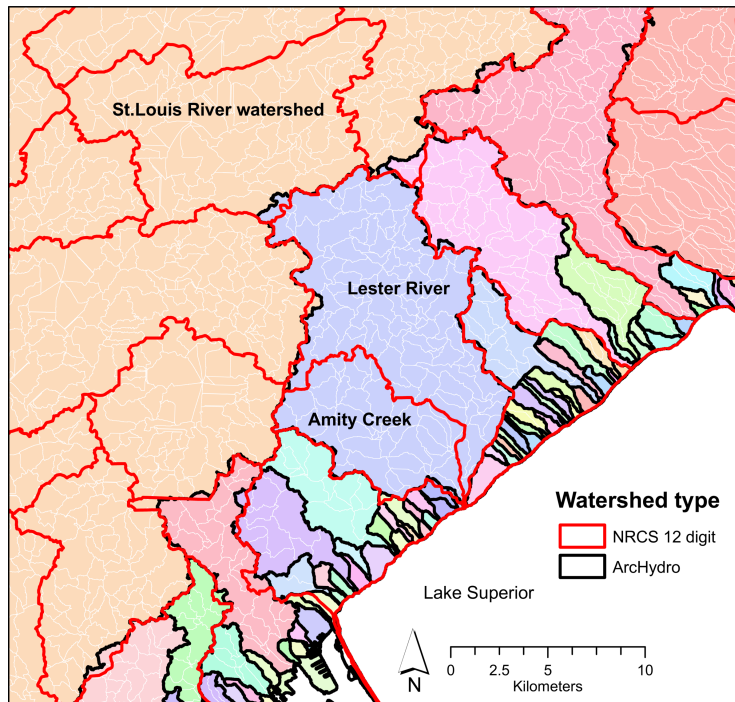 St.Louis River watershed
Lester River
Amity Creek
Watershed type
NRCS 12 digit
ArcHydro
Lake Superior
N
0 2.5 5 10
Kilometers